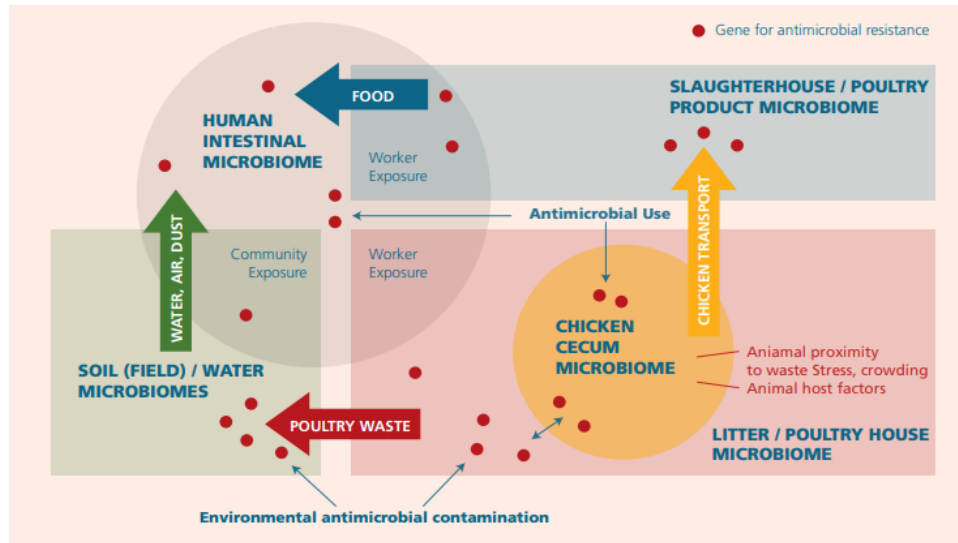 Gene for antimicrobial resistance
FOOD
SLAUGHTERHOUSE / POULTRY
PRODUCT MICROBIOME
HUMAN
INTESTINAL
MICROBIOME
Worker
Exposure
Antimicrobial Use
WATER, AIR, DUST
Community
Exposure
Worker
Exposure
CHICKEN TRANSPORT
CHICKEN
CECUM
MICROBIOME
Aniamal proximity
to waste Stress, crowding
Animal host factors
SOIL (FIELD) / WATER
MICROBIOMES
POULTRY WASTE
LITTER / POULTRY HOUSE
MICROBIOME
Environmental antimicrobial contamination